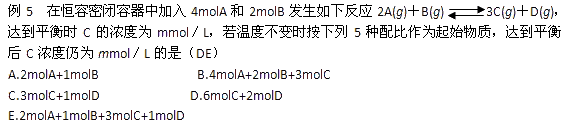 例 5 在恒容密闭容器中加入 4molA 和 2molB 发生如下反应 2A(g)＋B(g) ⇌ 3C(g)＋D(g),
达到平衡时 C 的浓度为 mmo／L，若温度不变时按下列 5 种配比作为起始物质，达到平衡
后 C 浓度仍为 mmol／L 的是（DE）
A.2molA+1molB B.4molA+2molB+3molC
C.3molC+1molD D.6molC+2molD
E.2molA+1molB+3molC+1molD